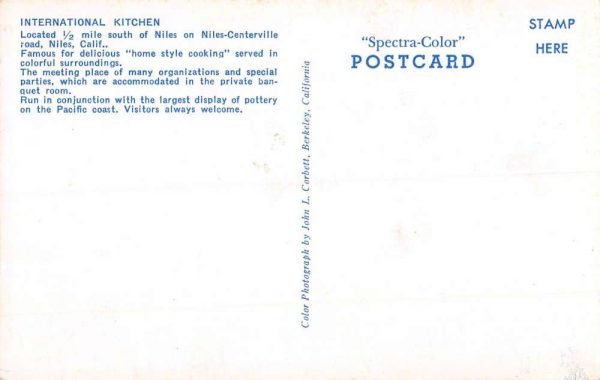 INTERNATIONAL KITCHEN
Located ½ mile south of Niles on Niles-Centerville
road, Niles, Calif..
Famous for delicious "home style cooking" served in
colorful surroundings.
The meeting place of many organizations and special
parties, which are accommodated in the private ban-
quet room.
Run in conjunction with the largest display of pottery
on the Pacific coast. Visitors always welcome.
Color Photograph by John L. Corbett, Berkeley, California
"Spectra-Color"
POSTCARD
STAMP
HERE